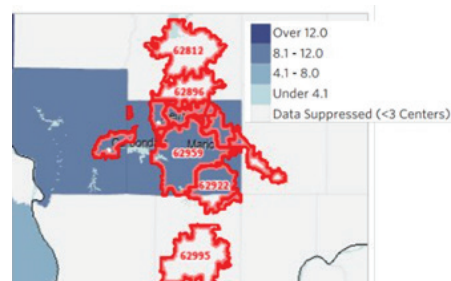 62812
Over 12.0
8.1 - 12.0
4.1 - 8.0
Under 4.1
Data Suppressed (<3 Centers)
62896
62959
62922
62995